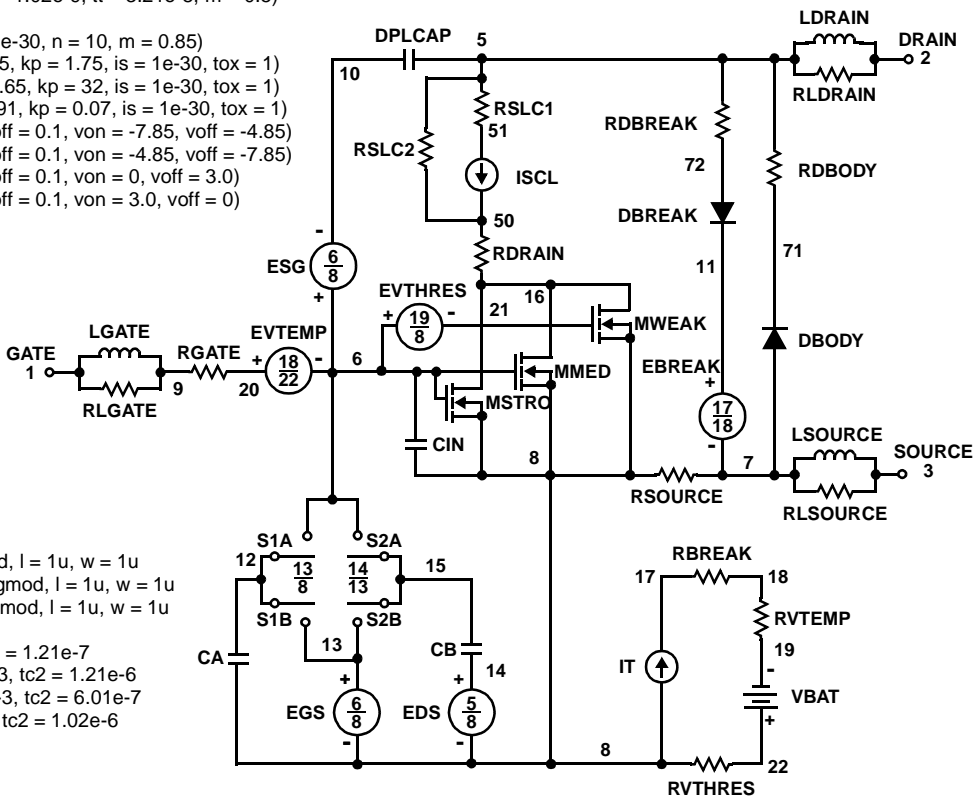 e-30, n = 10, m = 0.85)
5, kp = 1.75, is = 1e-30, tox = 1)
.65, kp = 32, is = 1e-30, tox = 1)
91, kp = 0.07, is = 1e-30, tox = 1)
off = 0.1, von = -7.85, voff = -4.85)
off = 0.1, von = -4.85, voff = -7.85)
off = 0.1, von = 0, voff = 3.0)
off = 0.1, von = 3.0, voff = 0)
LDRAIN
DRAIN
2
RLDRAIN
DPLCAP
5
10
RSLC1
51
RSLC2
ISCL
50
RDRAIN
RDBREAK
72
RDBODY
DBREAK
71
11
-
ESG
6
8
+
EVTHRES
+
19
8
-
21
16
MWEAK
LGATE
GATE
1
RLGATE
9
RGATE
20
EVTEMP
+
18
22
-
6
MMED
MSTRO
CIN
8
EBREAK
+
17
18
-
DBODY
7
RSOURCE
LSOURCE
SOURCE
3
RLSOURCE
S1A
S2A
12
13
8
14
13
15
S1B
S2B
13
CA
CB
14
EGS
+
6
8
-
EDS
+
5
8
-
8
RBREAK
17
18
RVTEMP
19
-
IT
VBAT
+
22
RVTHRES
d, l = 1u, w = 1u
gmod, l = 1u, w = 1u
mod, l = 1u, w = 1u
= 1.21e-7
3, tc2 = 1.21e-6
-3, tc2 = 6.01e-7
tc2 = 1.02e-6